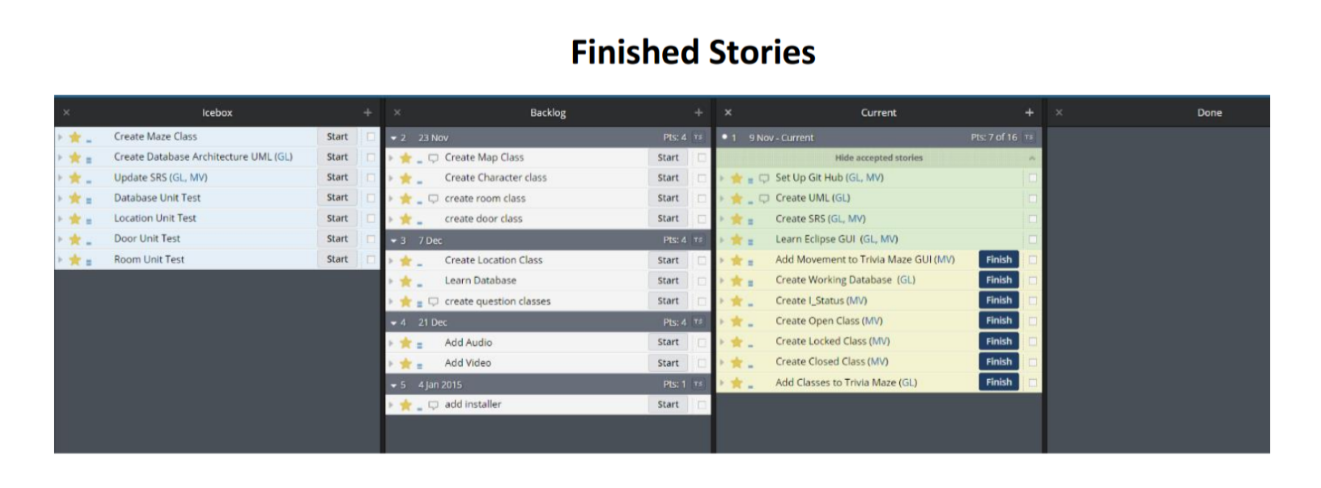 Finished Stories
Icebox
Create Maze Class Start
Create Database Architecture UML (GL) Start
Update SRS (GL, MV) Start
Database Unit Test Start
Location Unit Test Start
Door Unit Test Start
Room Unit Test Start
Backlog
2 23 Nov Pts: 4
Create Map Class Start
Create Character class Start
create room class Start
create door class Start
3 7 Dec Pts: 4
Create Location Class Start
Learn Database Start
create question classes Start
4 21 Dec Pts: 4
Add Audio Start
Add Video Start
5 4 Jan 2015 Pts: 1
add installer Start
Current
1 9 Nov - Current Pts: 7 of 16
Hide accepted stories
Set Up Git Hub (GL, MV)
Create UML (GL)
Create SRS (GL, MV)
Learn Eclipse GUI (GL, MV)
Add Movement to Trivia Maze GUI (MV) Finish
Create Working Database (GL) Finish
Create I_Status (MV) Finish
Create Open Class (MV) Finish
Create Locked Class (MV) Finish
Create Closed Class (MV) Finish
Add Classes to Trivia Maze (GL) Finish
Done